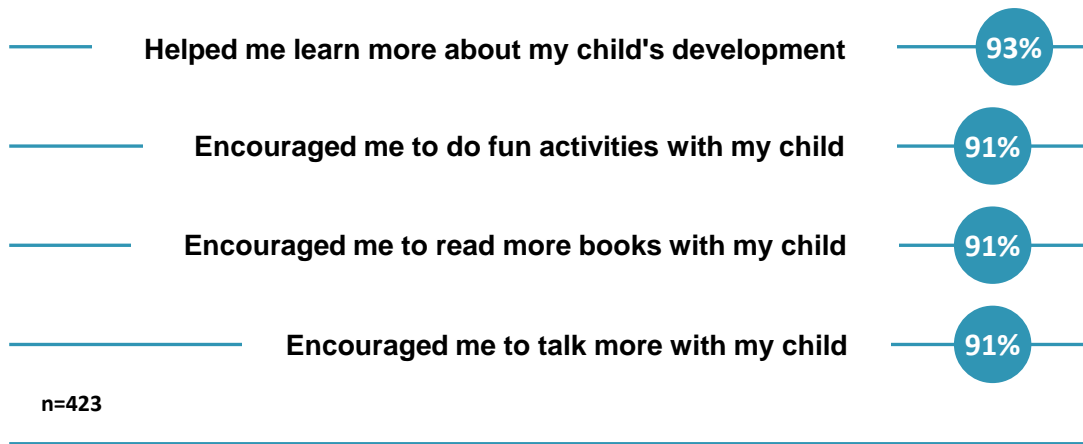 Helped me learn more about my child's development 93%
Encouraged me to do fun activities with my child 91%
Encouraged me to read more books with my child 91%
Encouraged me to talk more with my child 91%
n=423